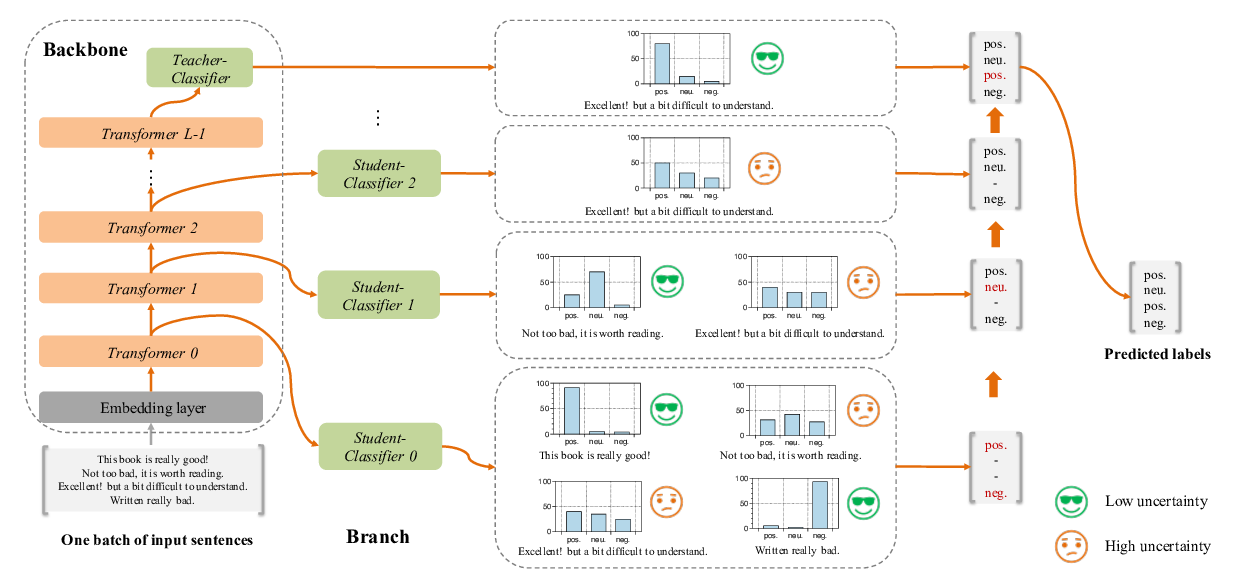 Backbone
Teacher-
Classifier
Transformer L-1
⋮
Transformer 2
Transformer 1
Transformer 0
Embedding layer
This book is really good!
Not too bad, it is worth reading.
Excellent! but a bit difficult to understand.
Written really bad.
One batch of input sentences
⋮
Student-
Classifier 2
Student-
Classifier 1
Student-
Classifier 0
Branch
100
50
0
pos. neu. neg.
Excellent! but a bit difficult to understand.
100
50
0
pos. neu. neg.
Excellent! but a bit difficult to understand.
100
50
0
pos. neu. neg.
Not too bad, it is worth reading.
100
50
0
pos. neu. neg.
Excellent! but a bit difficult to understand.
100
50
0
pos. neu. neg.
This book is really good!
100
50
0
pos. neu. neg.
Not too bad, it is worth reading.
100
50
0
pos. neu. neg.
Excellent! but a bit difficult to understand.
100
50
0
pos. neu. neg.
Written really bad.
pos.
neu.
pos.
neg.
pos.
neu.
-
neg.
pos.
neu.
-
neg.
pos.
-
-
neg.
pos.
neu.
pos.
neg.
Predicted labels
Low uncertainty
High uncertainty